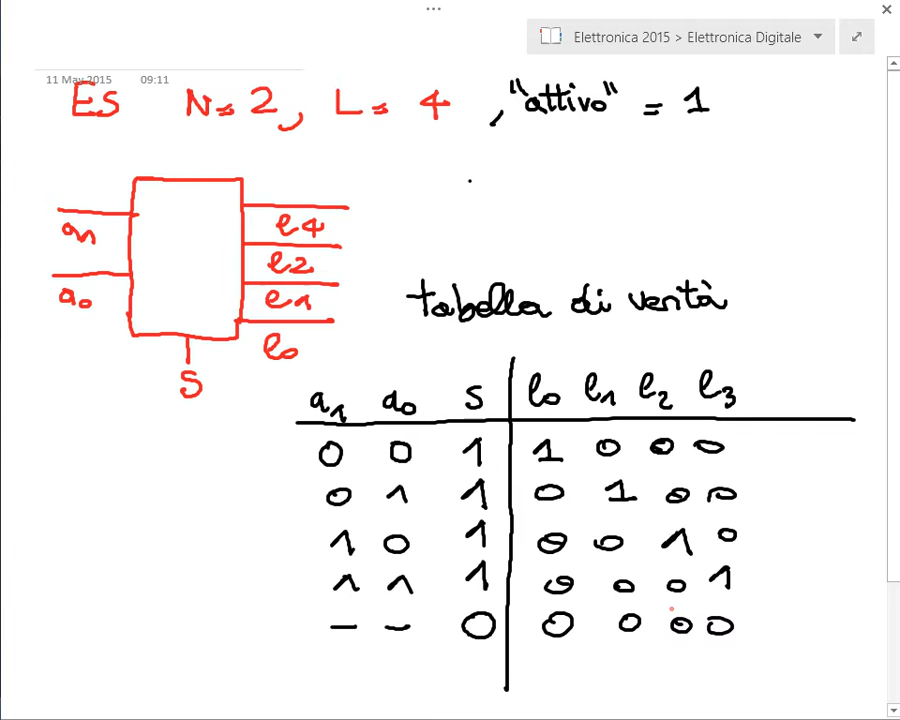 Elettronica 2015 > Elettronica Digitale
11 May 2015 09:11
Es N=2, L=4, "attivo" = 1
a1
a0
l4
l2
l1
l0
S
tabella di verità
a1 a0 S l0 l1 l2 l3
0 0 1 1 0 0 0
0 1 1 0 1 0 0
1 0 1 0 0 1 0
1 1 1 0 0 0 1
– – 0 0 0 0 0